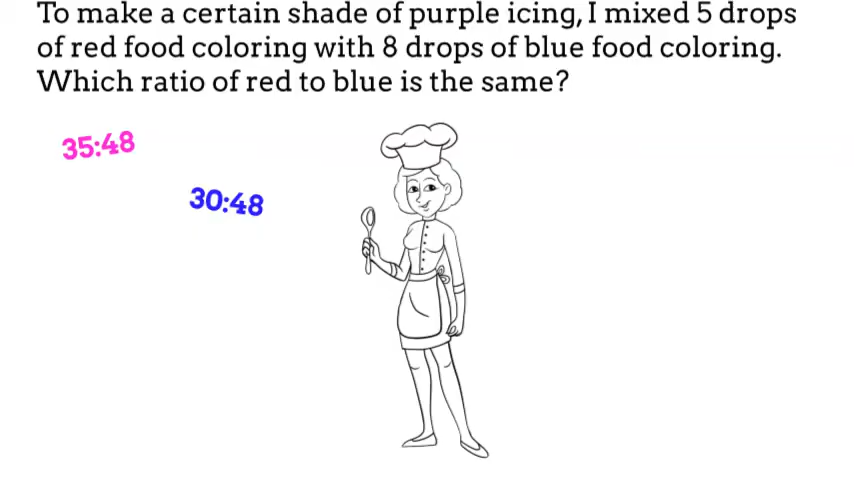 To make a certain shade of purple icing, I mixed 5 drops
of red food coloring with 8 drops of blue food coloring.
Which ratio of red to blue is the same?
35:48
30:48